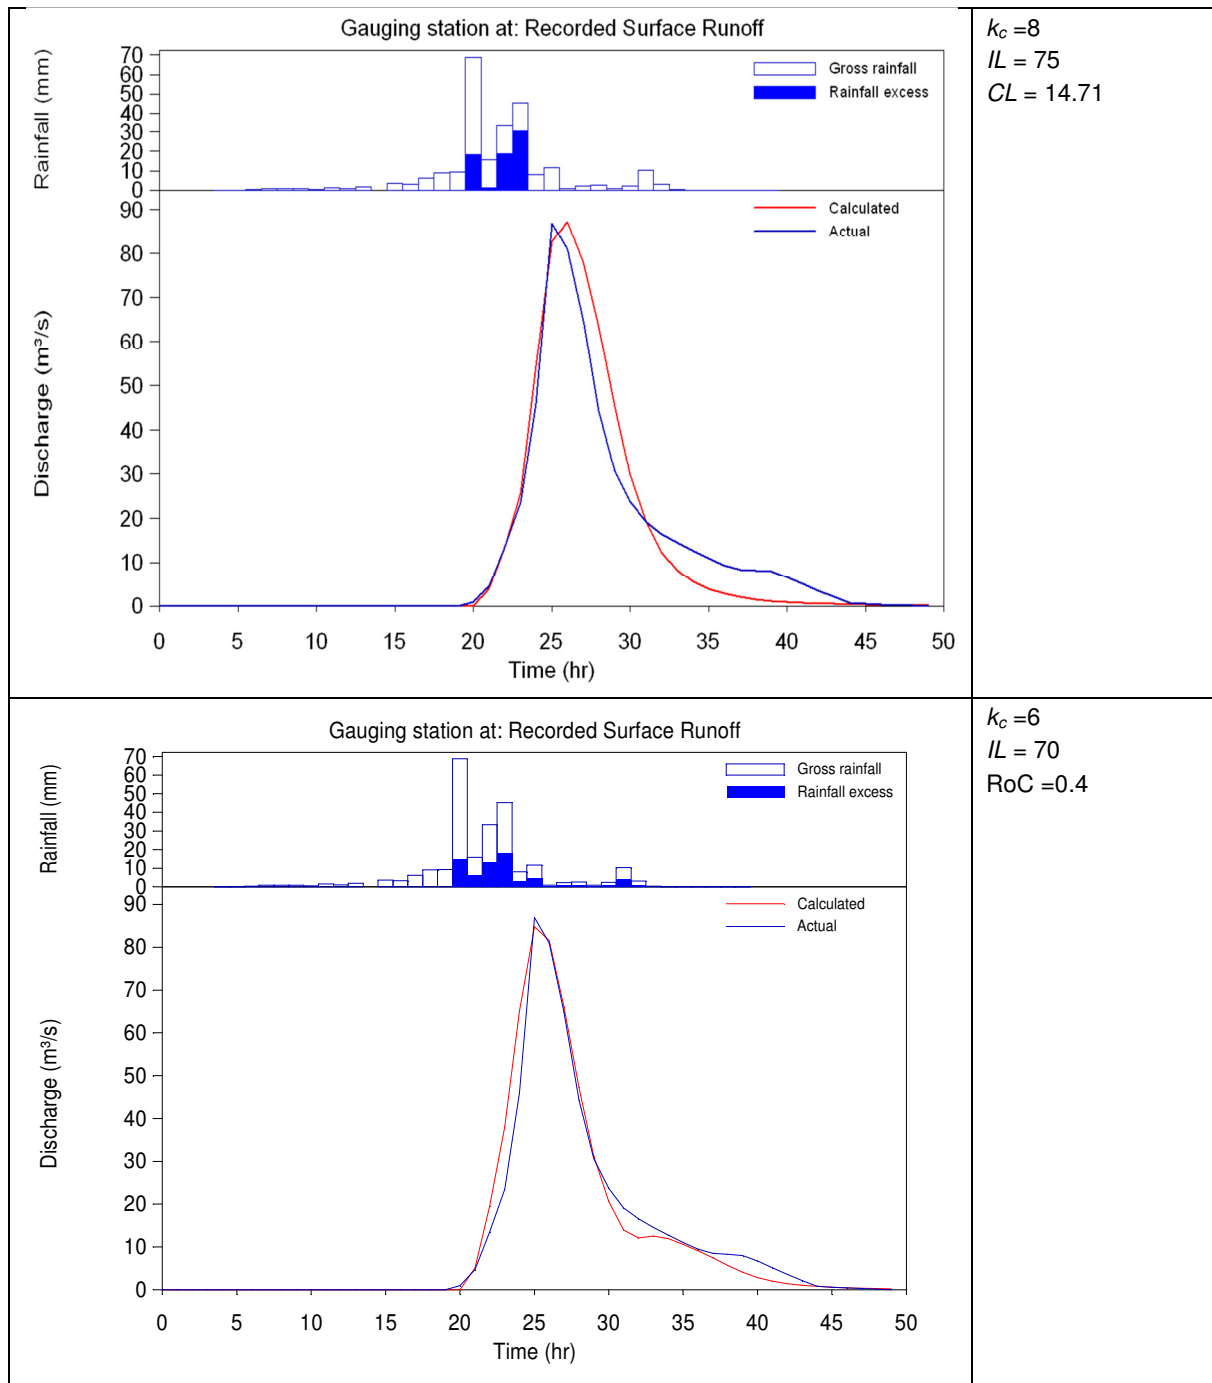 Gauging station at: Recorded Surface Runoff
Rainfall (mm)
70
60
50
40
30
20
10
0
Gross rainfall
Rainfall excess
Discharge (m³/s)
90
80
70
60
50
40
30
20
10
0
Calculated
Actual
0 5 10 15 20 25 30 35 40 45 50
Time (hr)
kc =8
IL = 75
CL = 14.71
Gauging station at: Recorded Surface Runoff
Rainfall (mm)
70
60
50
40
30
20
10
0
Gross rainfall
Rainfall excess
Discharge (m³/s)
90
80
70
60
50
40
30
20
10
0
Calculated
Actual
0 5 10 15 20 25 30 35 40 45 50
Time (hr)
kc =6
IL = 70
RoC =0.4